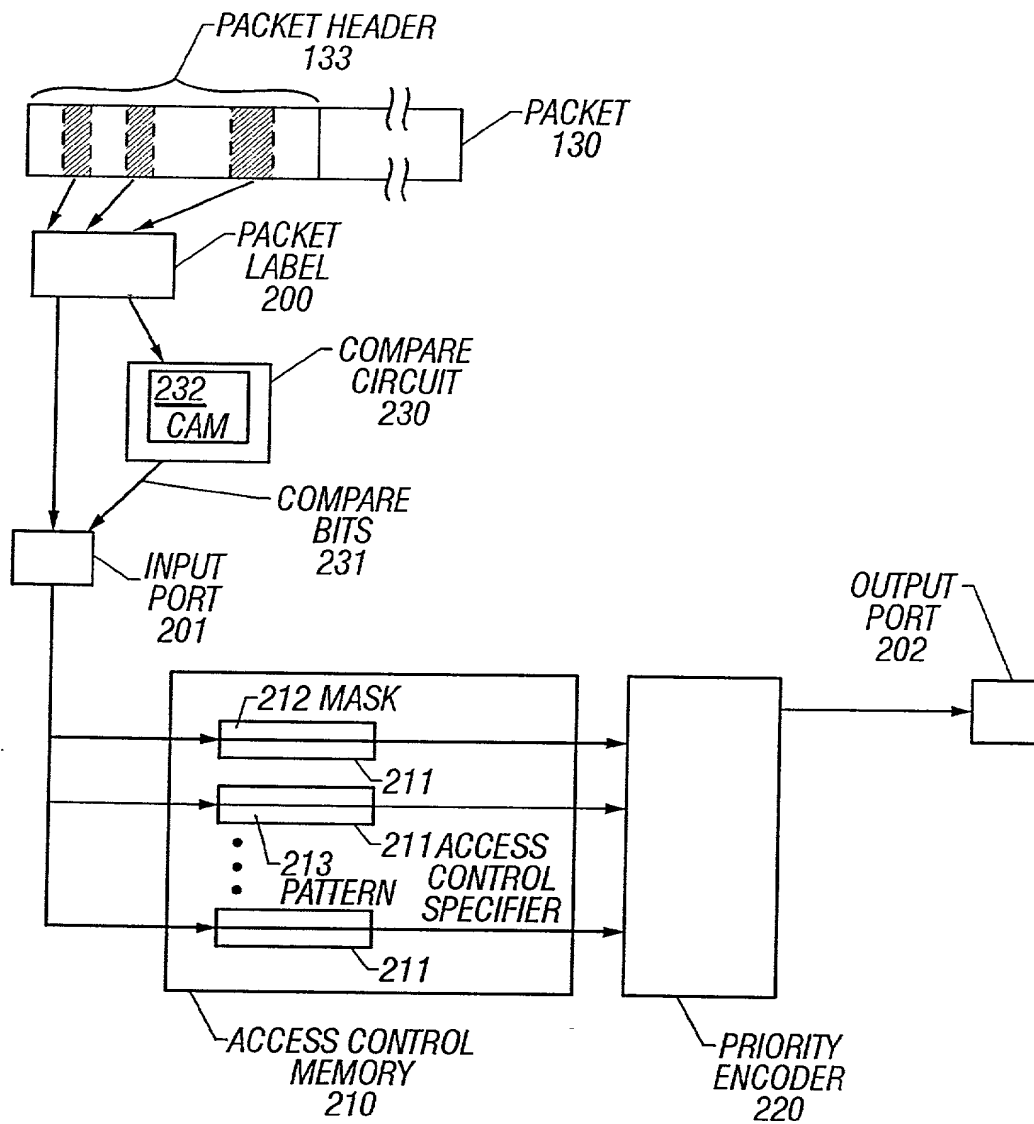 PACKET HEADER
133
PACKET
130
PACKET
LABEL
200
COMPARE
CIRCUIT
230
232
CAM
COMPARE
BITS
231
INPUT
PORT
201
OUTPUT
PORT
202
212 MASK
211
211 ACCESS
CONTROL
SPECIFIER
213
PATTERN
211
ACCESS CONTROL
MEMORY
210
PRIORITY
ENCODER
220